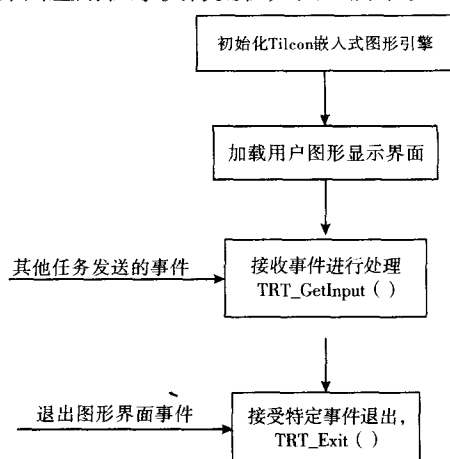 初始化Tilcon嵌入式图形引擎
加载用户图形显示界面
其他任务发送的事件
接收事件进行处理
TRT_GetInput ( )
退出图形界面事件
接受特定事件退出，
TRT_Exit ( )